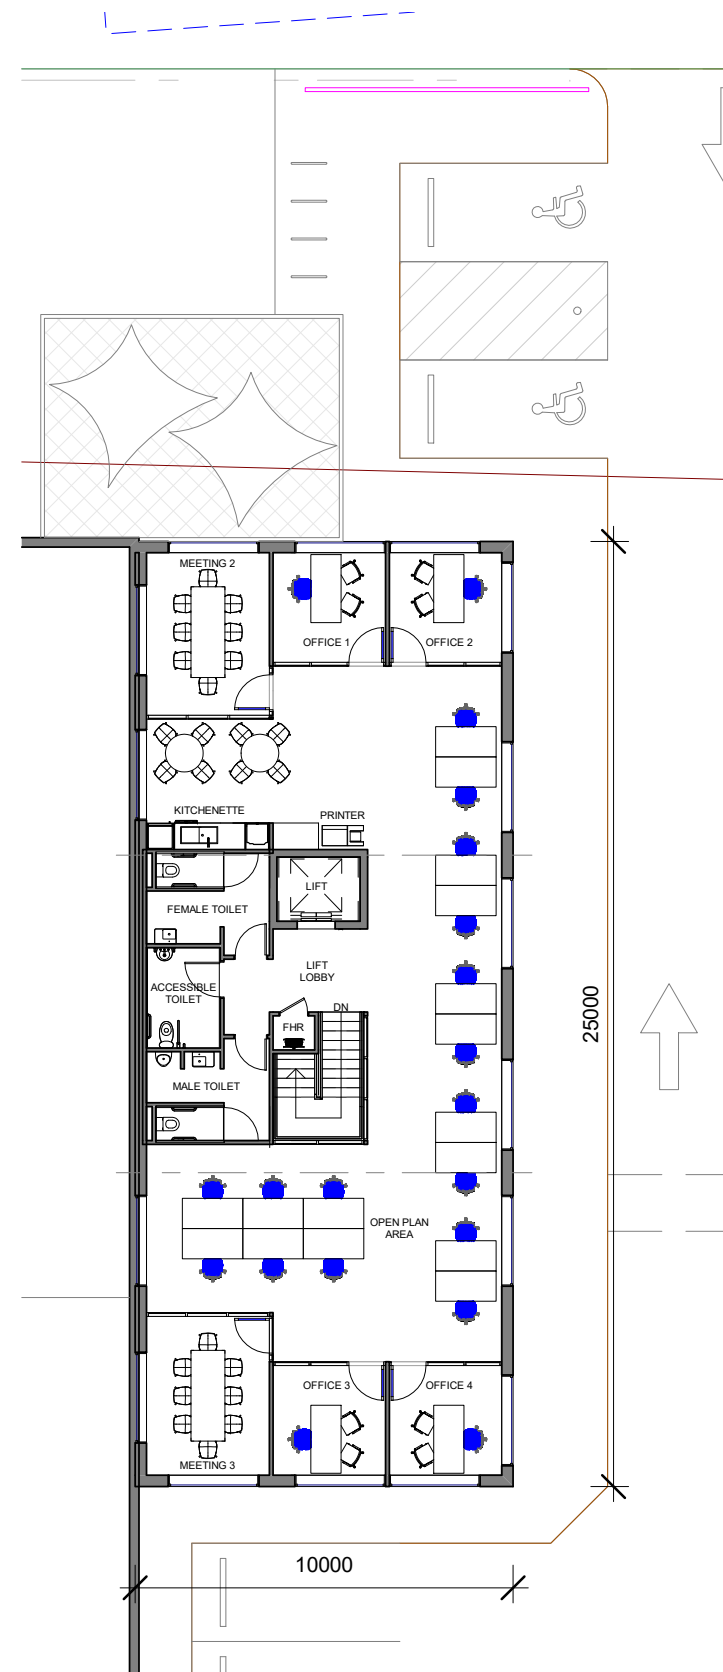 MEETING 2
OFFICE 1
OFFICE 2
KITCHENETTE
PRINTER
LIFT
FEMALE TOILET
LIFT
LOBBY
ACCESSIBLE
TOILET
DN
FHR
25000
MALE TOILET
OPEN PLAN
AREA
OFFICE 3
OFFICE 4
MEETING 3
10000